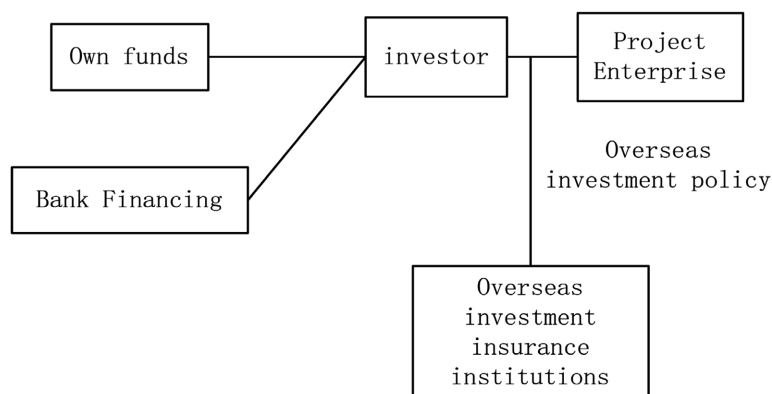 Own funds
investor
Project
Enterprise
Overseas
investment policy
Bank Financing
Overseas
investment
insurance
institutions